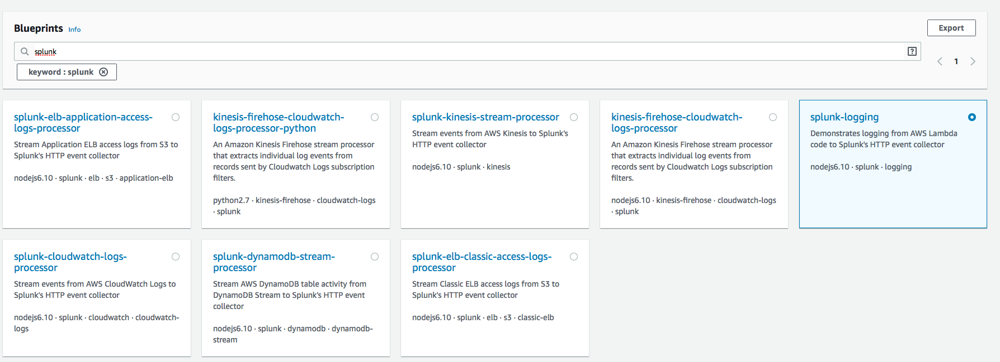 Blueprints Info
Export
splunk
?
keyword : splunk
1
splunk-elb-application-access-
logs-processor
Stream Application ELB access logs from S3 to
Splunk's HTTP event collector
nodejs6.10 · splunk · elb · s3 · application-elb
kinesis-firehose-cloudwatch-
logs-processor-python
An Amazon Kinesis Firehose stream processor
that extracts individual log events from
records sent by Cloudwatch Logs subscription
filters.
python2.7 · kinesis-firehose · cloudwatch-logs
· splunk
splunk-kinesis-stream-processor
Stream events from AWS Kinesis to Splunk's
HTTP event collector
nodejs6.10 · splunk · kinesis
kinesis-firehose-cloudwatch-
logs-processor
An Amazon Kinesis Firehose stream processor
that extracts individual log events from
records sent by Cloudwatch Logs subscription
filters.
nodejs6.10 · kinesis-firehose · cloudwatch-logs
· splunk
splunk-logging
Demonstrates logging from AWS Lambda
code to Splunk's HTTP event collector
nodejs6.10 · splunk · logging
splunk-cloudwatch-logs-
processor
Stream events from AWS CloudWatch Logs to
Splunk's HTTP event collector
nodejs6.10 · splunk · cloudwatch · cloudwatch-
logs
splunk-dynamodb-stream-
processor
Stream AWS DynamoDB table activity from
DynamoDB Stream to Splunk's HTTP event
collector
nodejs6.10 · splunk · dynamodb · dynamodb-
stream
splunk-elb-classic-access-logs-
processor
Stream Classic ELB access logs from S3 to
Splunk's HTTP event collector
nodejs6.10 · splunk · elb · s3 · classic-elb